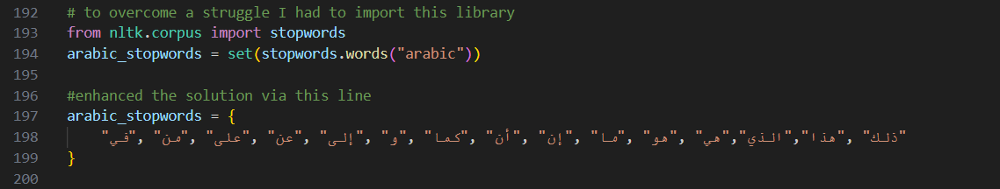 192 # to overcome a struggle I had to import this library
193 from nltk.corpus import stopwords
194 arabic_stopwords = set(stopwords.words("arabic"))
195
196 #enhanced the solution via this line
197 arabic_stopwords = {
198 "ذلك" ,"هذا","الذي","هي" ,"هو" ,"ما" ,"إن" ,"أن" ,"كما" ,"و" ,"إلى" ,"عن" ,"على" ,"من" ,"في"
199 }
200